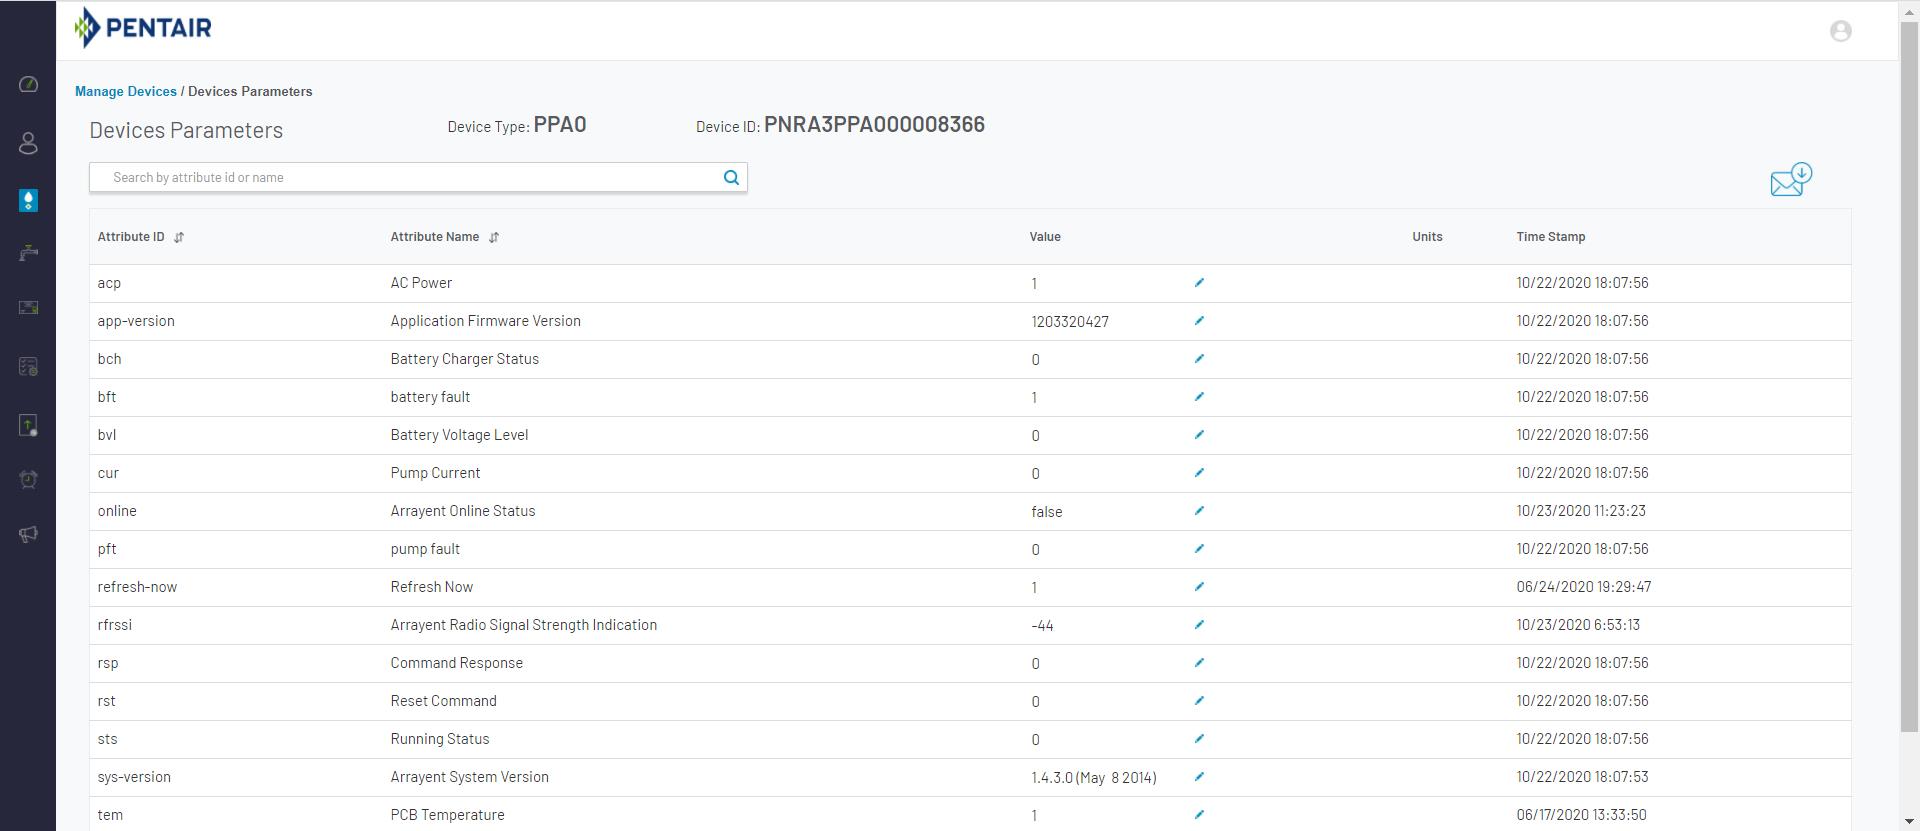 PENTAIR
Manage Devices / Devices Parameters
Devices Parameters Device Type: PPA0 Device ID: PNRA3PPA000008366
Search by attribute id or name
Attribute ID Attribute Name Value Units Time Stamp
acp AC Power 1 10/22/2020 18:07:56
app-version Application Firmware Version 1203320427 10/22/2020 18:07:56
bch Battery Charger Status 0 10/22/2020 18:07:56
bft battery fault 1 10/22/2020 18:07:56
bvl Battery Voltage Level 0 10/22/2020 18:07:56
cur Pump Current 0 10/22/2020 18:07:56
online Arrayent Online Status false 10/23/2020 11:23:23
pft pump fault 0 10/22/2020 18:07:56
refresh-now Refresh Now 1 06/24/2020 19:29:47
rfrssi Arrayent Radio Signal Strength Indication -44 10/23/2020 6:53:13
rsp Command Response 0 10/22/2020 18:07:56
rst Reset Command 0 10/22/2020 18:07:56
sts Running Status 0 10/22/2020 18:07:56
sys-version Arrayent System Version 1.4.3.0 (May 8 2014) 10/22/2020 18:07:53
tem PCB Temperature 1 06/17/2020 13:33:50